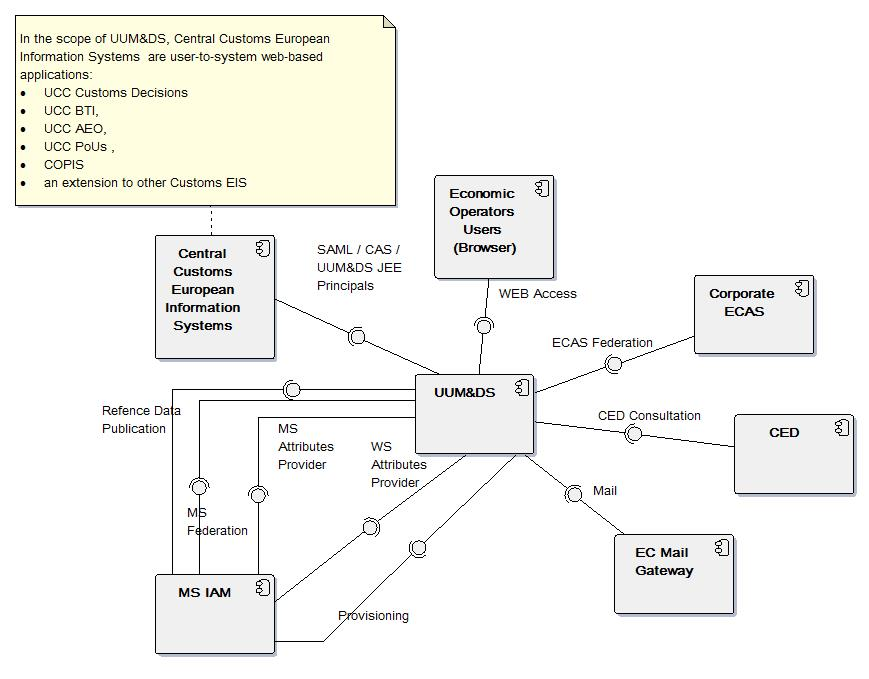 In the scope of UUM&DS, Central Customs European
Information Systems  are user-to-system web-based
applications:
• UCC Customs Decisions
• UCC BTI,
• UCC AEO,
• UCC PoUs ,
• COPIS
• an extension to other Customs EIS
Economic
Operators
Users
(Browser)
Central
Customs
European
Information
Systems
SAML / CAS /
UUM&DS JEE
Principals
WEB Access
Corporate
ECAS
ECAS Federation
UUM&DS
Refence Data
Publication
MS
Attributes
Provider
WS
Attributes
Provider
CED Consultation
CED
Mail
MS
Federation
EC Mail
Gateway
MS IAM
Provisioning